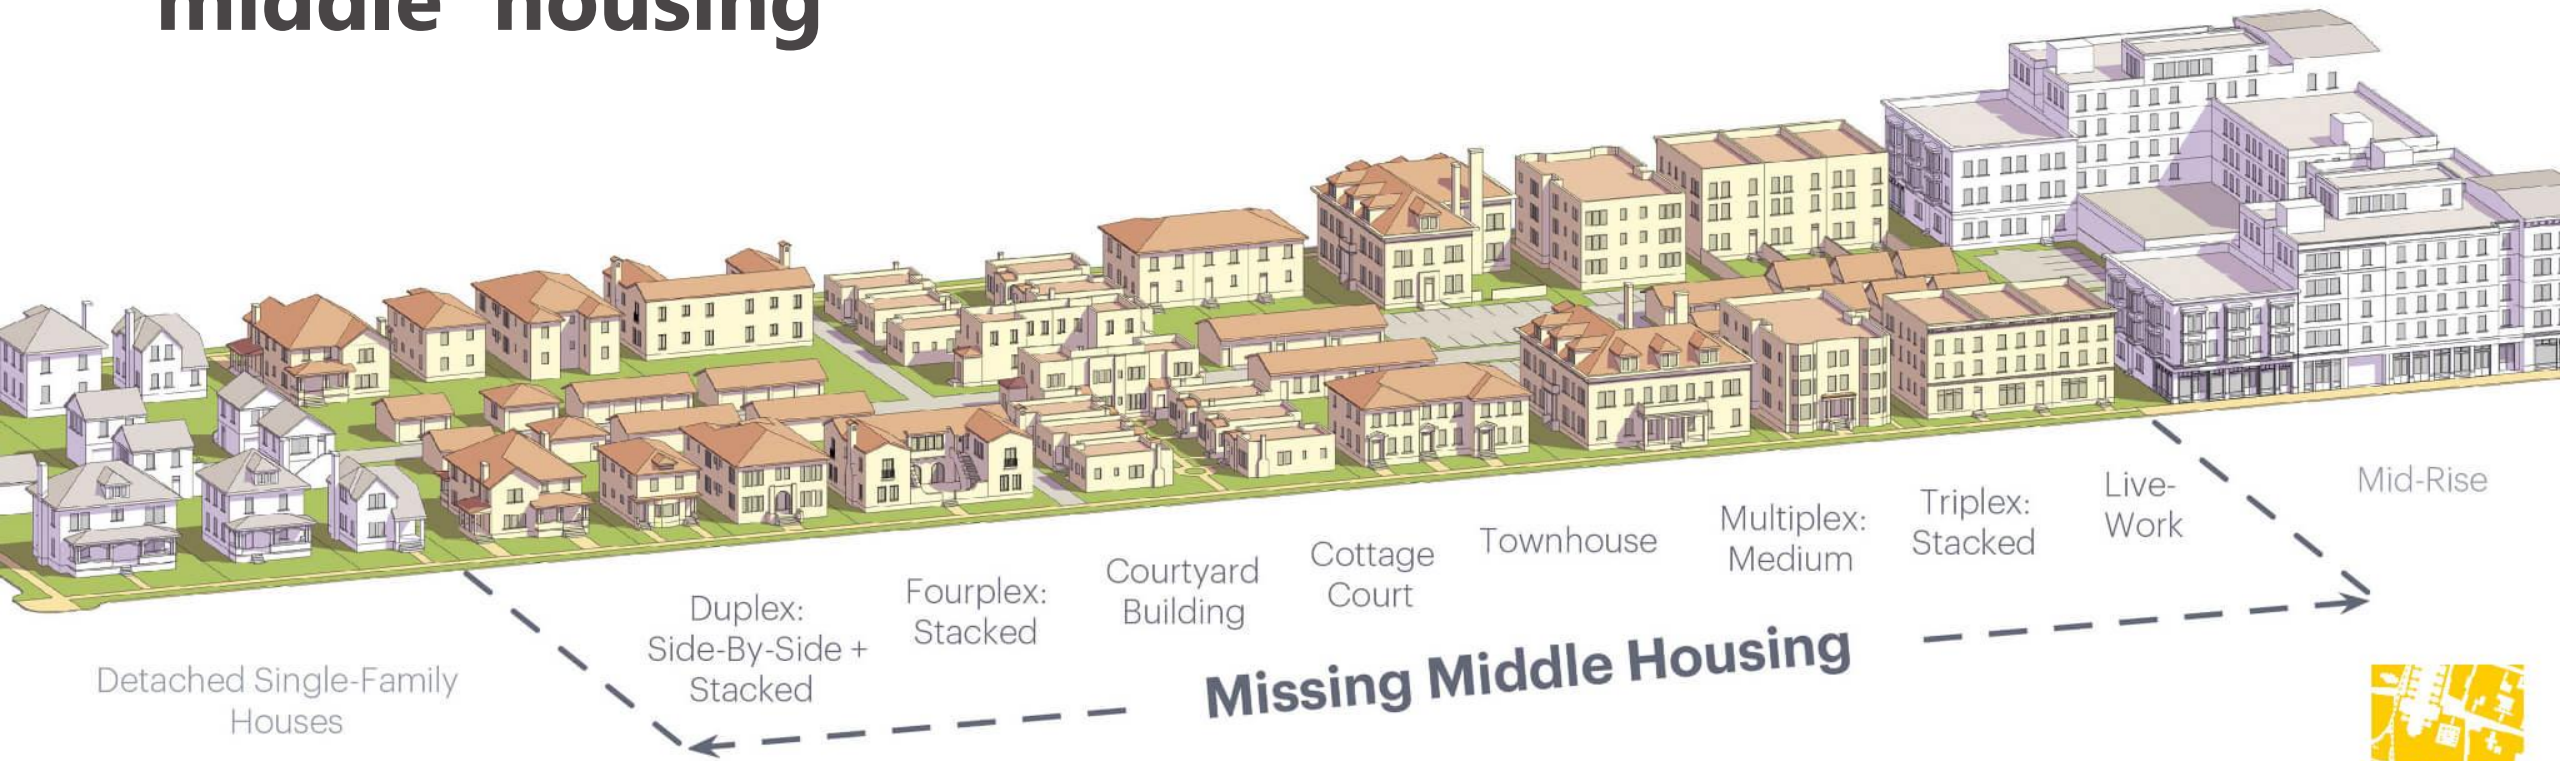 middle" housing
Detached Single-Family
Houses
Duplex:
Side-By-Side +
Stacked
Fourplex:
Stacked
Courtyard
Building
Cottage
Court
Townhouse
Multiplex:
Medium
Triplex:
Stacked
Live-
Work
Mid-Rise
Missing Middle Housing